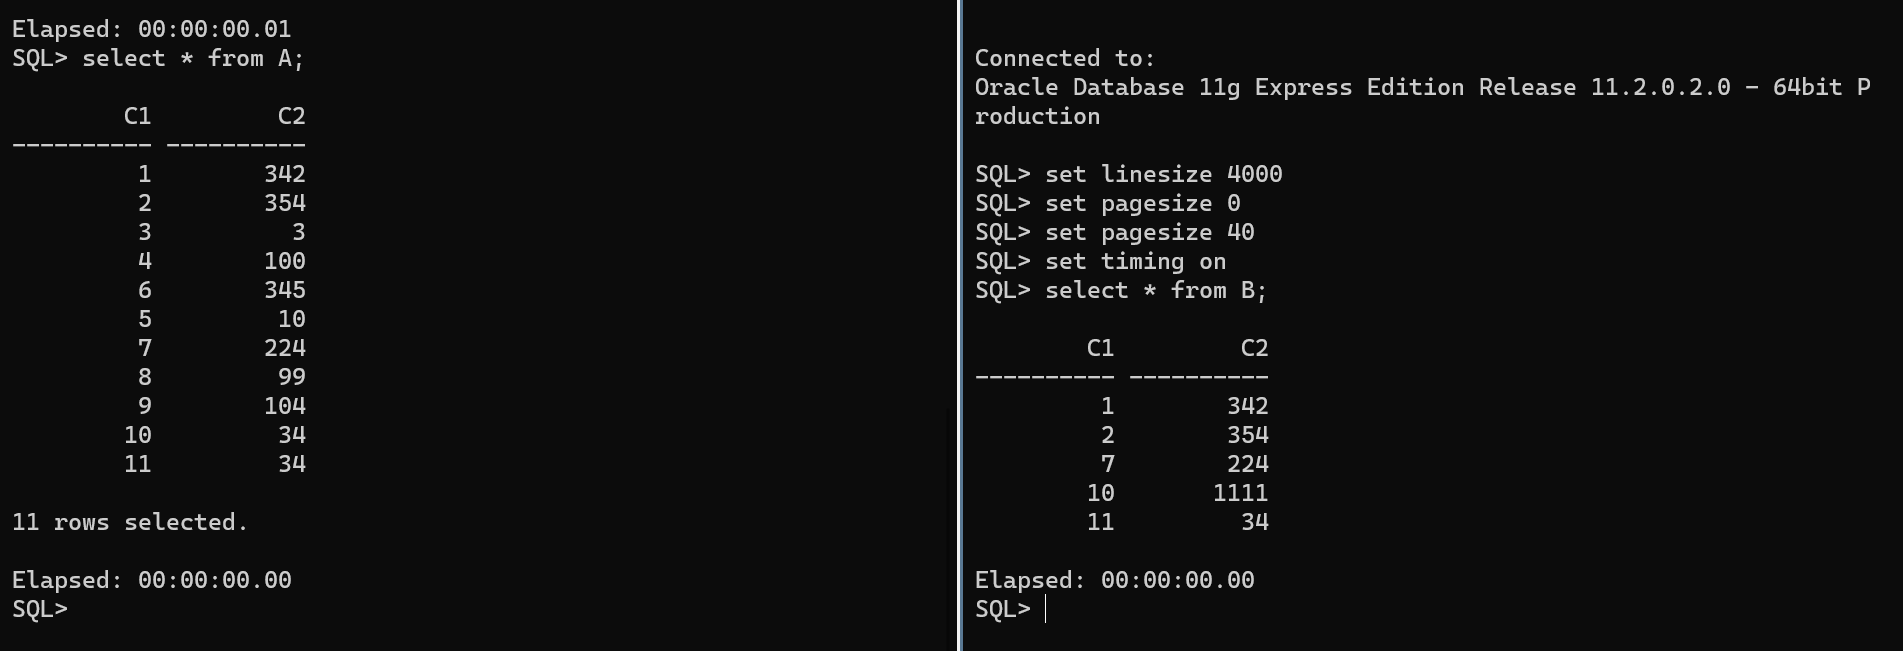 Elapsed: 00:00:00.01
SQL> select * from A;
C1 C2
---------- ----------
1 342
2 354
3 3
4 100
6 345
5 10
7 224
8 99
9 104
10 34
11 34
11 rows selected.
Elapsed: 00:00:00.00
SQL>
Connected to:
Oracle Database 11g Express Edition Release 11.2.0.2.0 - 64bit P
roduction
SQL> set linesize 4000
SQL> set pagesize 0
SQL> set pagesize 40
SQL> set timing on
SQL> select * from B;
C1 C2
---------- ----------
1 342
2 354
7 224
10 1111
11 34
Elapsed: 00:00:00.00
SQL>